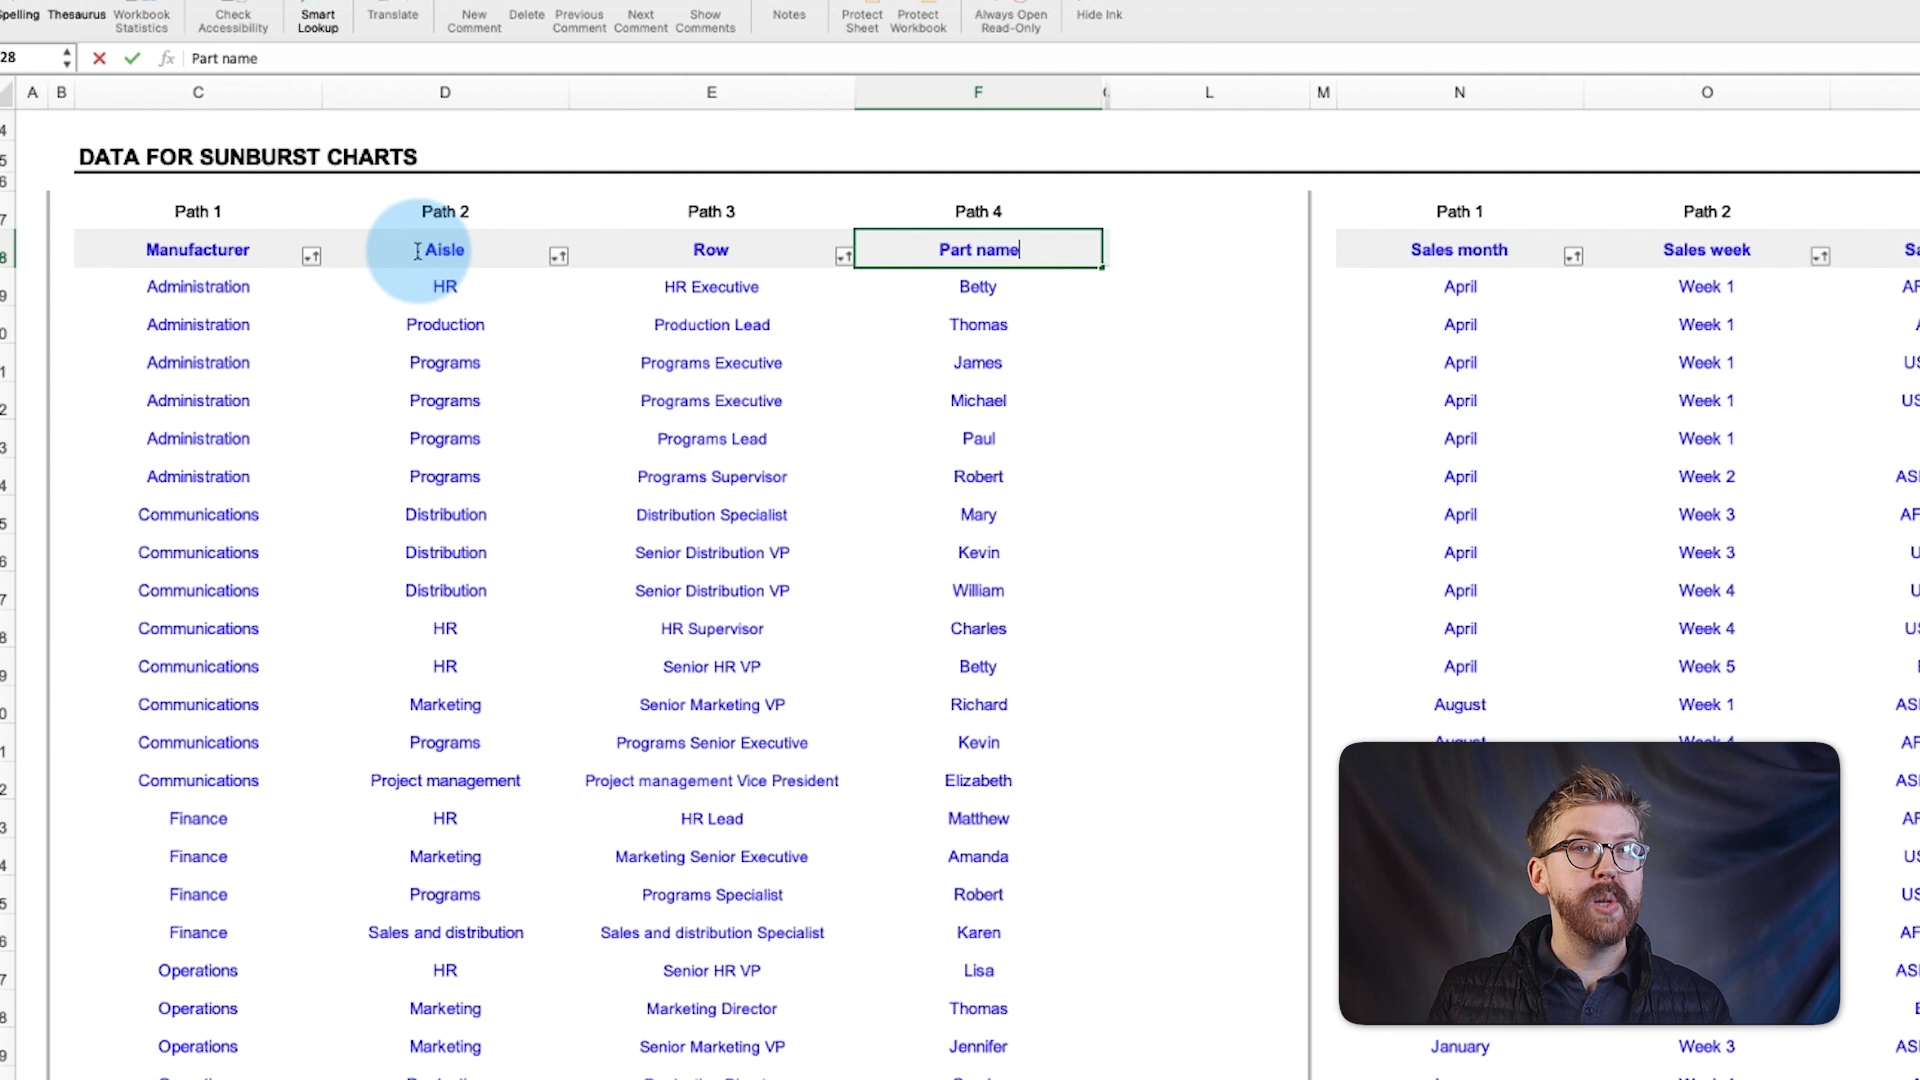 Spelling Thesaurus Workbook Statistics Check Accessibility Smart Lookup Translate New Comment Delete Previous Comment Next Comment Show Comments Notes Protect Sheet Protect Workbook Always Open Read-Only Hide Ink
28 fx Part name
A B C D E F L M N O
DATA FOR SUNBURST CHARTS
Path 1 Path 2 Path 3 Path 4 Path 1 Path 2
Manufacturer Aisle Row Part name Sales month Sales week
Administration HR HR Executive Betty April Week 1
Administration Production Production Lead Thomas April Week 1
Administration Programs Programs Executive James April Week 1
Administration Programs Programs Executive Michael April Week 1
Administration Programs Programs Lead Paul April Week 1
Administration Programs Programs Supervisor Robert April Week 2
Communications Distribution Distribution Specialist Mary April Week 3
Communications Distribution Senior Distribution VP Kevin April Week 3
Communications Distribution Senior Distribution VP William April Week 4
Communications HR HR Supervisor Charles April Week 4
Communications HR Senior HR VP Betty April Week 5
Communications Marketing Senior Marketing VP Richard August Week 1
Communications Programs Programs Senior Executive Kevin August Week 4
Communications Project management Project management Vice President Elizabeth
Finance HR HR Lead Matthew
Finance Marketing Marketing Senior Executive Amanda
Finance Programs Programs Specialist Robert
Finance Sales and distribution Sales and distribution Specialist Karen
Operations HR Senior HR VP Lisa
Operations Marketing Marketing Director Thomas
Operations Marketing Senior Marketing VP Jennifer January Week 3